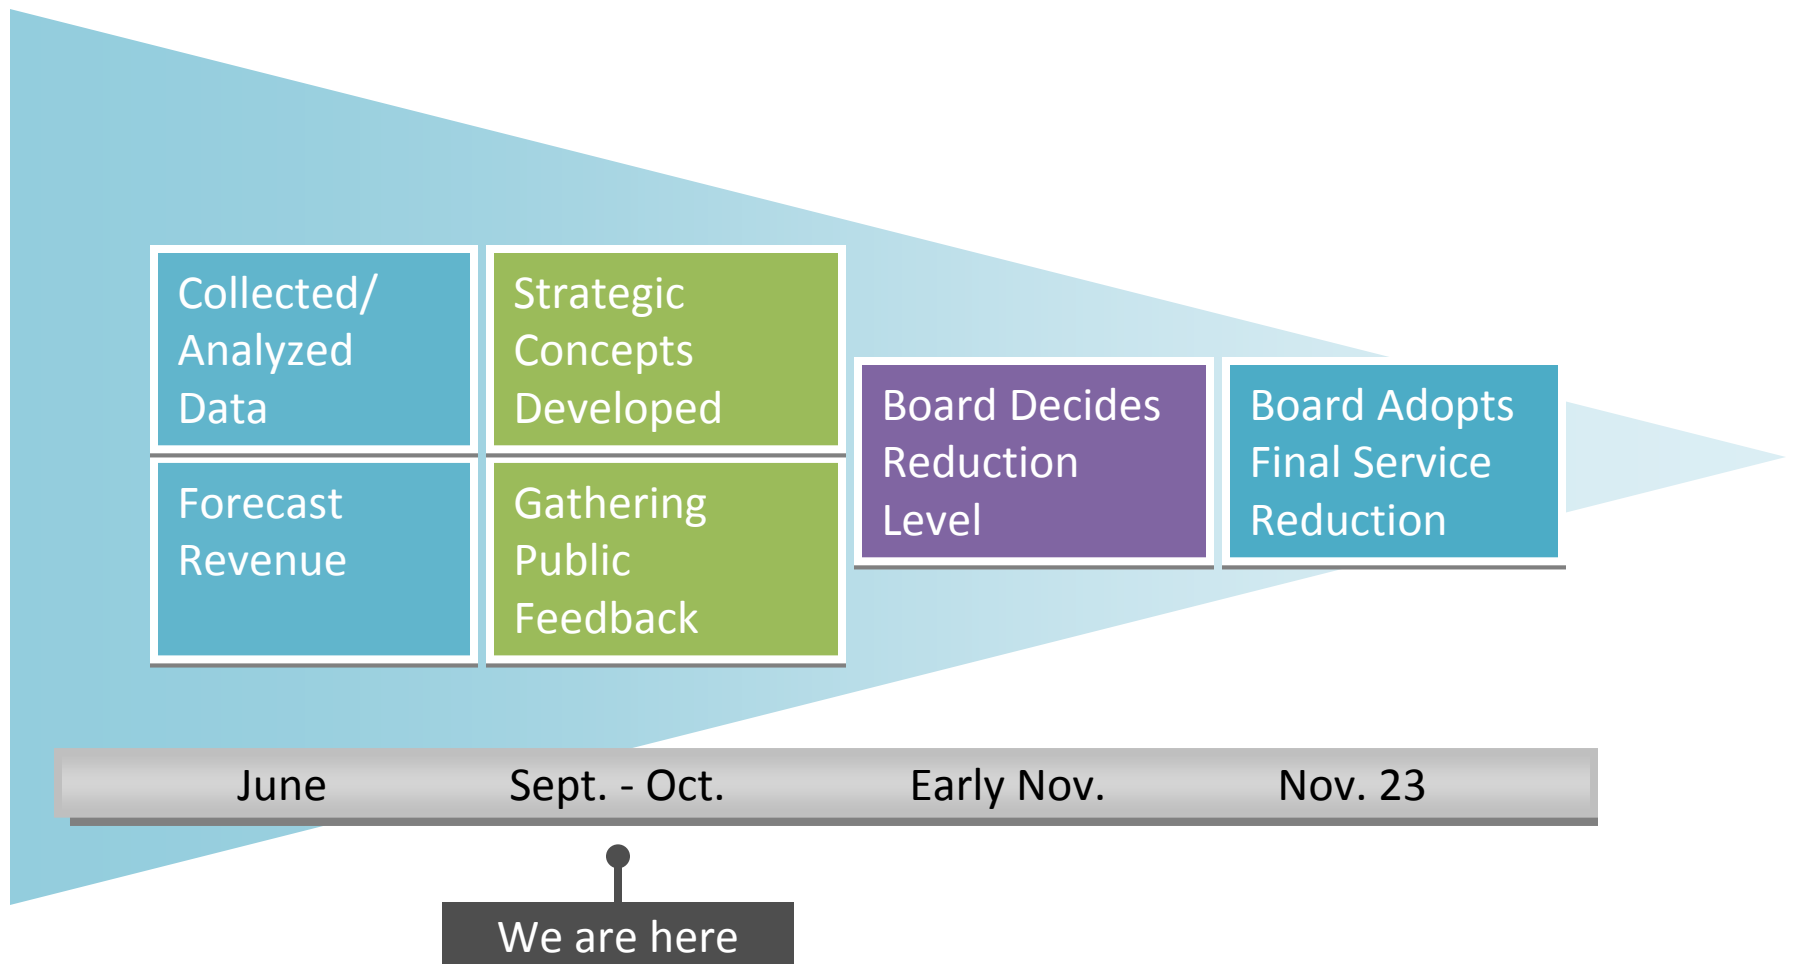 Collected/
Analyzed
Data
Forecast
Revenue
Strategic
Concepts
Developed
Gathering
Public
Feedback
Board Decides
Reduction
Level
Board Adopts
Final Service
Reduction
June
Sept. - Oct.
Early Nov.
Nov. 23
We are here